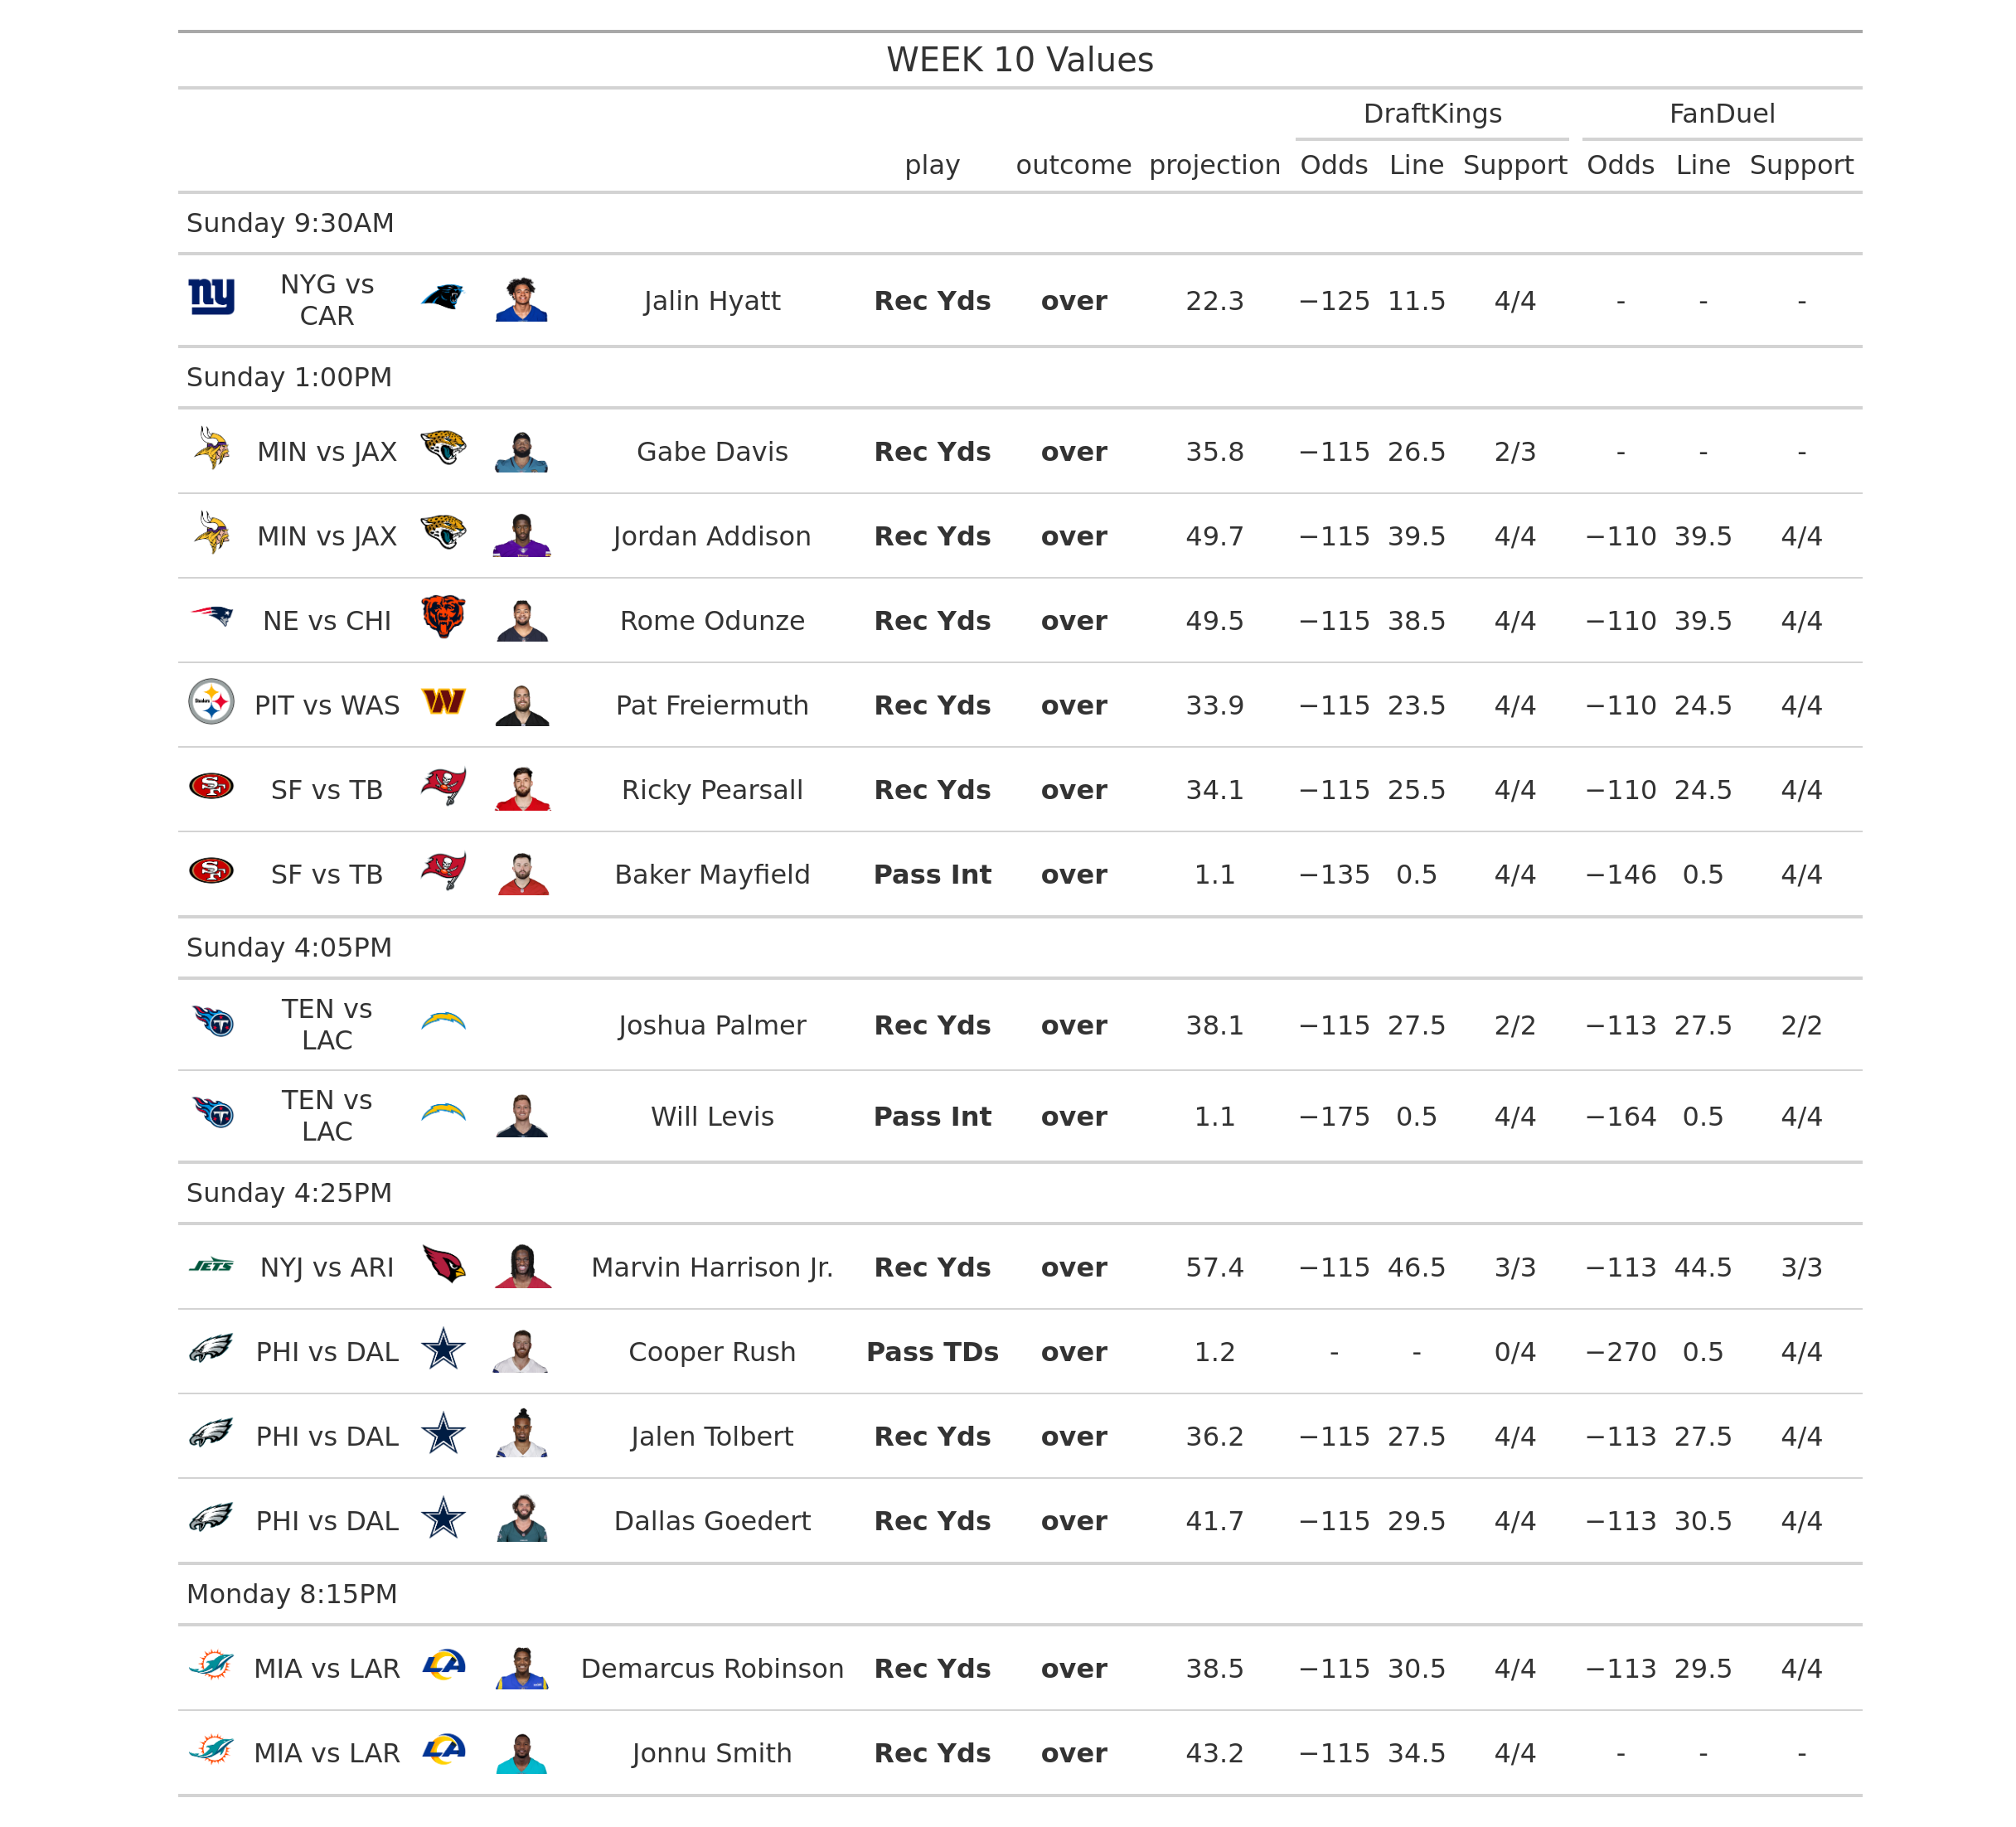 WEEK 10 Values
DraftKings FanDuel
play outcome projection Odds Line Support Odds Line Support
Sunday 9:30AM
NYG vs CAR Jalin Hyatt Rec Yds over 22.3 −125 11.5 4/4 - - -
Sunday 1:00PM
MIN vs JAX Gabe Davis Rec Yds over 35.8 −115 26.5 2/3 - - -
MIN vs JAX Jordan Addison Rec Yds over 49.7 −115 39.5 4/4 −110 39.5 4/4
NE vs CHI Rome Odunze Rec Yds over 49.5 −115 38.5 4/4 −110 39.5 4/4
PIT vs WAS Pat Freiermuth Rec Yds over 33.9 −115 23.5 4/4 −110 24.5 4/4
SF vs TB Ricky Pearsall Rec Yds over 34.1 −115 25.5 4/4 −110 24.5 4/4
SF vs TB Baker Mayfield Pass Int over 1.1 −135 0.5 4/4 −146 0.5 4/4
Sunday 4:05PM
TEN vs LAC Joshua Palmer Rec Yds over 38.1 −115 27.5 2/2 −113 27.5 2/2
TEN vs LAC Will Levis Pass Int over 1.1 −175 0.5 4/4 −164 0.5 4/4
Sunday 4:25PM
NYJ vs ARI Marvin Harrison Jr. Rec Yds over 57.4 −115 46.5 3/3 −113 44.5 3/3
PHI vs DAL Cooper Rush Pass TDs over 1.2 - - 0/4 −270 0.5 4/4
PHI vs DAL Jalen Tolbert Rec Yds over 36.2 −115 27.5 4/4 −113 27.5 4/4
PHI vs DAL Dallas Goedert Rec Yds over 41.7 −115 29.5 4/4 −113 30.5 4/4
Monday 8:15PM
MIA vs LAR Demarcus Robinson Rec Yds over 38.5 −115 30.5 4/4 −113 29.5 4/4
MIA vs LAR Jonnu Smith Rec Yds over 43.2 −115 34.5 4/4 - - -